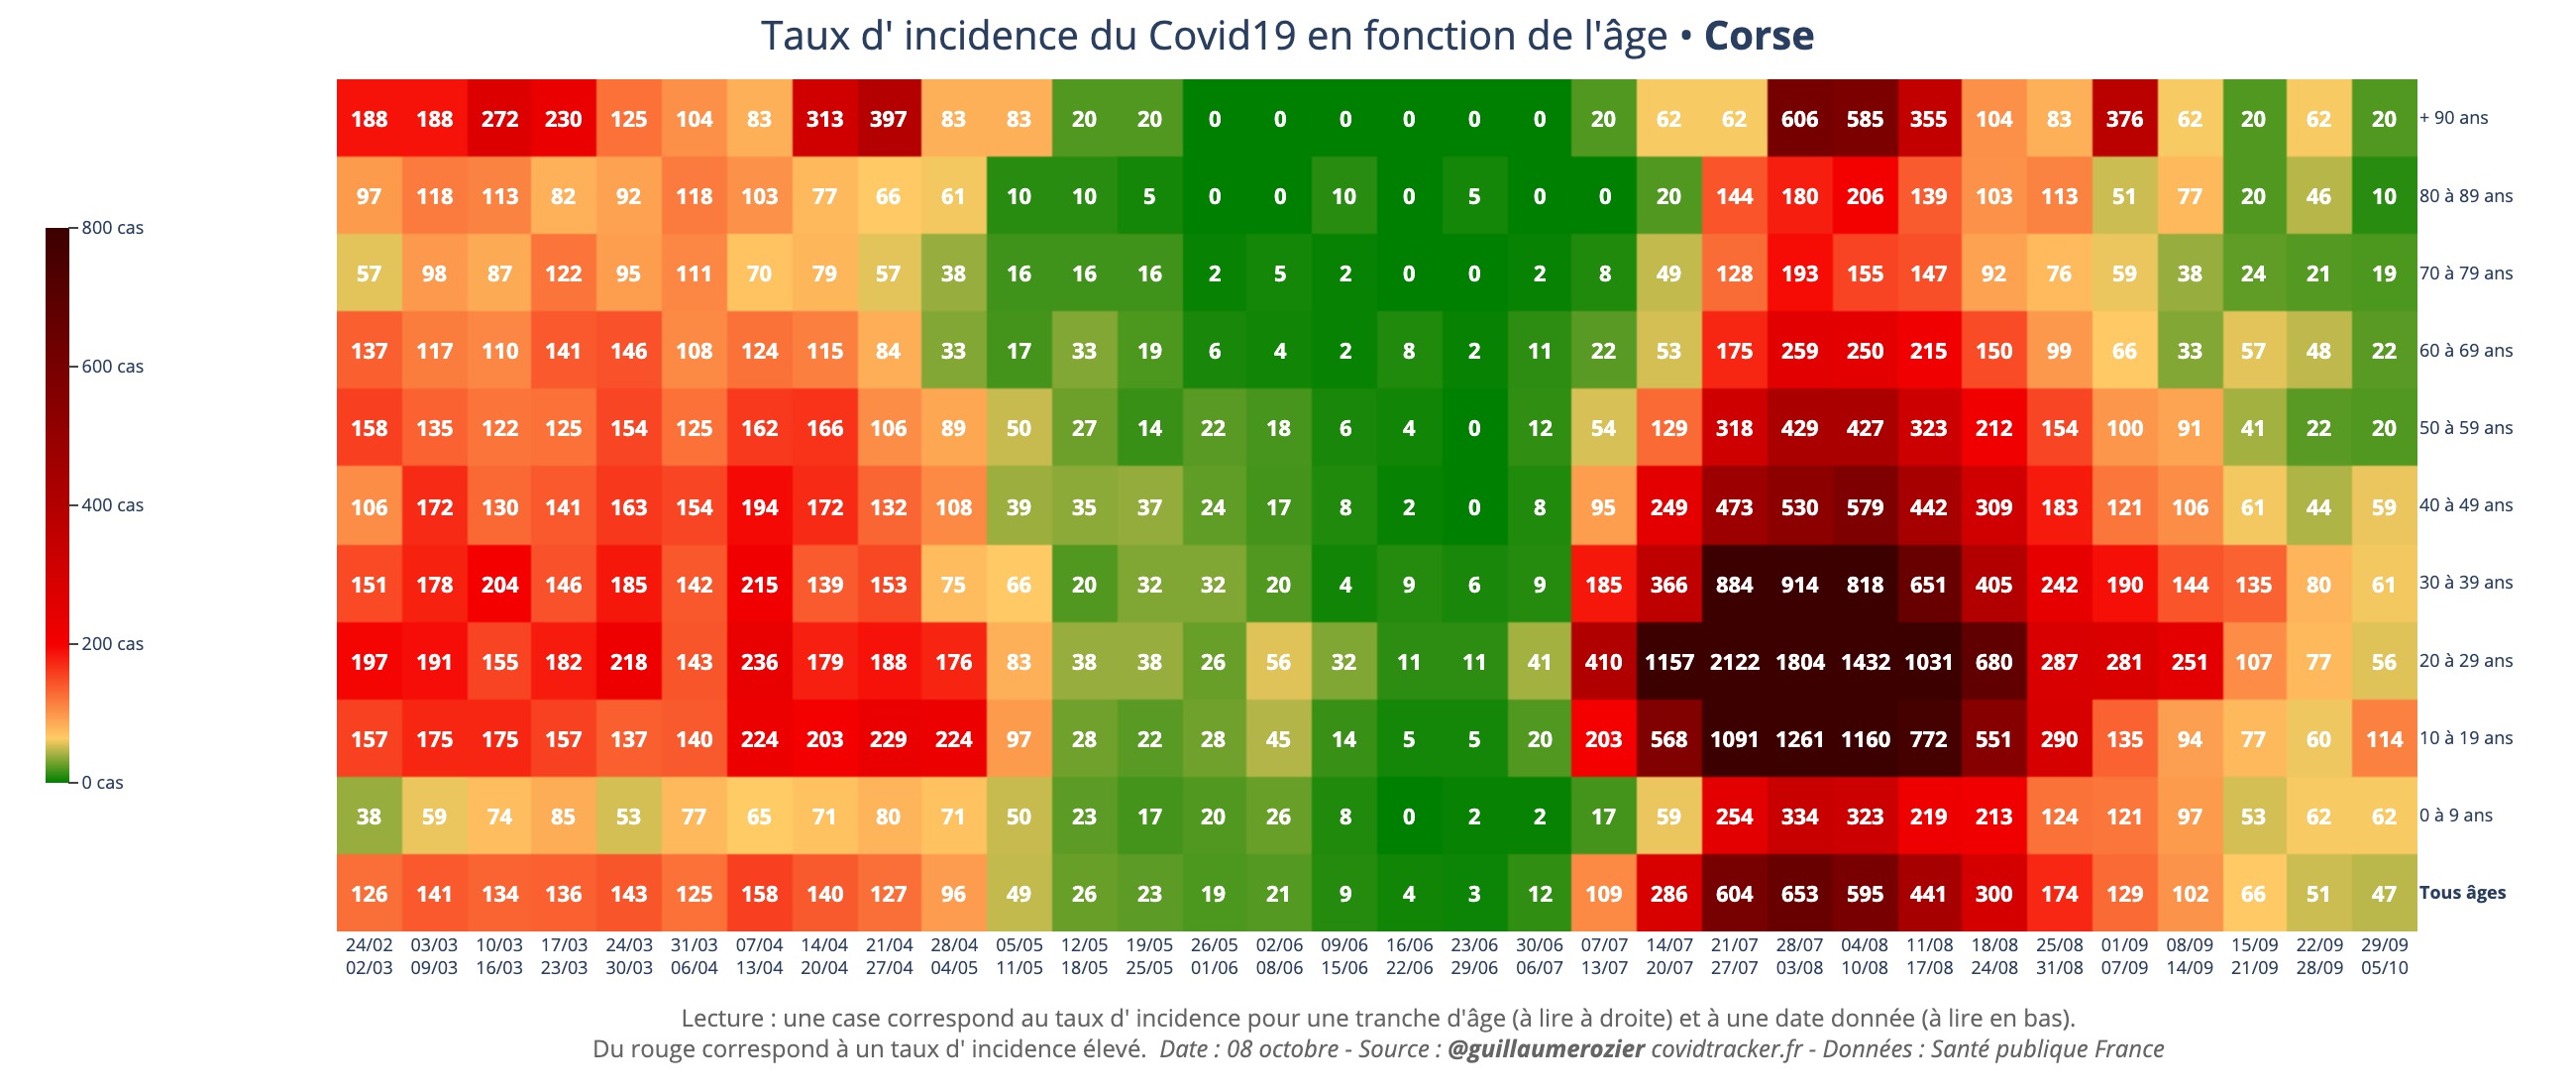 Taux d' incidence du Covid19 en fonction de l'âge • Corse
188 188 272 230 125 104 83 313 397 83 83 20 20 0 0 0 0 0 0 20 62 62 606 585 355 104 83 376 62 20 62 20 + 90 ans
97 118 113 82 92 118 103 77 66 61 10 10 5 0 0 10 0 5 0 0 20 144 180 206 139 103 113 51 77 20 46 10 80 à 89 ans
800 cas
57 98 87 122 95 111 70 79 57 38 16 16 16 2 5 2 0 0 2 8 49 128 193 155 147 92 76 59 38 24 21 19 70 à 79 ans
137 117 110 141 146 108 124 115 84 33 17 33 19 6 4 2 8 2 11 22 53 175 259 250 215 150 99 66 33 57 48 22 60 à 69 ans
600 cas
158 135 122 125 154 125 162 166 106 89 50 27 14 22 18 6 4 0 12 54 129 318 429 427 323 212 154 100 91 41 22 20 50 à 59 ans
400 cas
106 172 130 141 163 154 194 172 132 108 39 35 37 24 17 8 2 0 8 95 249 473 530 579 442 309 183 121 106 61 44 59 40 à 49 ans
151 178 204 146 185 142 215 139 153 75 66 20 32 32 20 4 9 6 9 185 366 884 914 818 651 405 242 190 144 135 80 61 30 à 39 ans
200 cas
197 191 155 182 218 143 236 179 188 176 83 38 38 26 56 32 11 11 41 410 1157 2122 1804 1432 1031 680 287 281 251 107 77 56 20 à 29 ans
157 175 175 157 137 140 224 203 229 224 97 28 22 28 45 14 5 5 20 203 568 1091 1261 1160 772 551 290 135 94 77 60 114 10 à 19 ans
0 cas
38 59 74 85 53 77 65 71 80 71 50 23 17 20 26 8 0 2 2 17 59 254 334 323 219 213 124 121 97 53 62 62 0 à 9 ans
126 141 134 136 143 125 158 140 127 96 49 26 23 19 21 9 4 3 12 109 286 604 653 595 441 300 174 129 102 66 51 47 Tous âges
24/02 03/03 10/03 17/03 24/03 31/03 07/04 14/04 21/04 28/04 05/05 12/05 19/05 26/05 02/06 09/06 16/06 23/06 30/06 07/07 14/07 21/07 28/07 04/08 11/08 18/08 25/08 01/09 08/09 15/09 22/09 29/09
02/03 09/03 16/03 23/03 30/03 06/04 13/04 20/04 27/04 04/05 11/05 18/05 25/05 01/06 08/06 15/06 22/06 29/06 06/07 13/07 20/07 27/07 03/08 10/08 17/08 24/08 31/08 07/09 14/09 21/09 28/09 05/10
Lecture : une case correspond au taux d' incidence pour une tranche d'âge (à lire à droite) et à une date donnée (à lire en bas).
Du rouge correspond à un taux d' incidence élevé. Date : 08 octobre - Source : @guillaumerozier covidtracker.fr - Données : Santé publique France